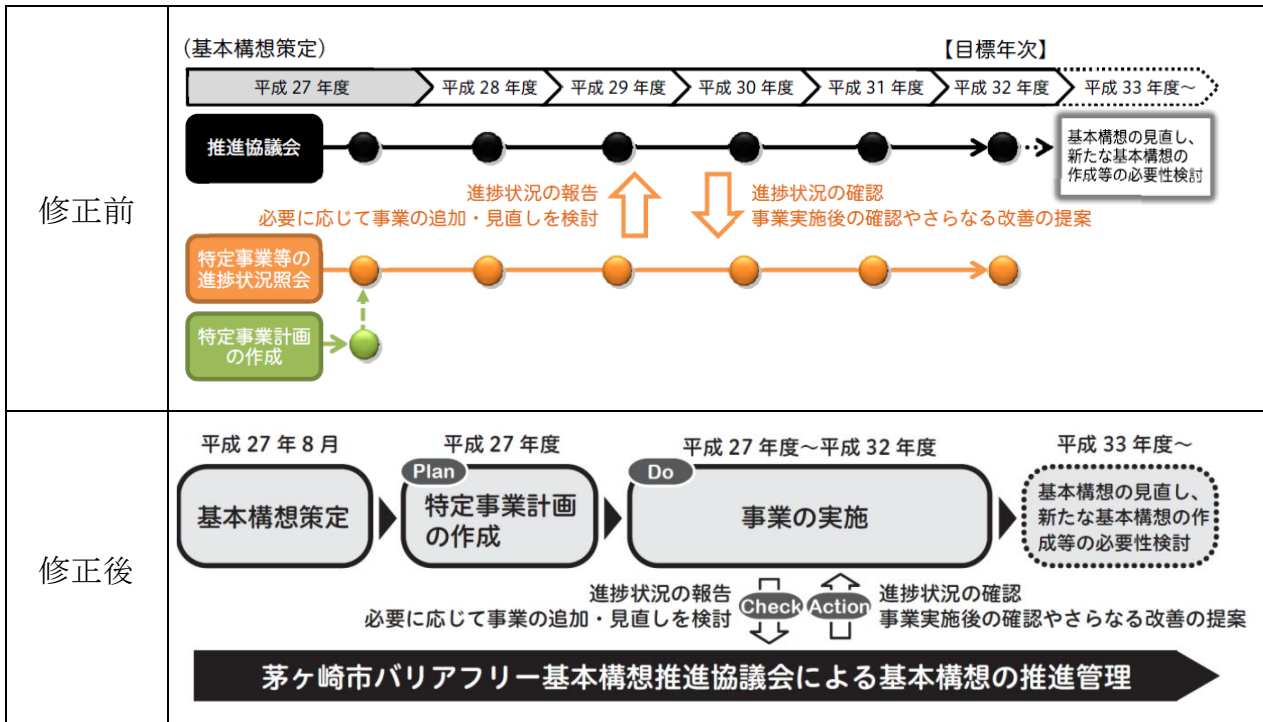 修正前
(基本構想策定)
【目標年次】
平成 27 年度
平成 28 年度
平成 29 年度
平成 30 年度
平成 31 年度
平成 32 年度
平成 33 年度～
推進協議会
基本構想の見直し、
新たな基本構想の
作成等の必要性検討
進捗状況の報告
必要に応じて事業の追加・見直しを検討
進捗状況の確認
事業実施後の確認やさらなる改善の提案
特定事業等の
進捗状況照会
特定事業計画
の作成
修正後
平成 27 年 8 月
基本構想策定
平成 27 年度
Plan
特定事業計画
の作成
平成 27 年度～平成 32 年度
Do
事業の実施
平成 33 年度～
基本構想の見直し、
新たな基本構想の作
成等の必要性検討
進捗状況の報告
必要に応じて事業の追加・見直しを検討
Check
Action
進捗状況の確認
事業実施後の確認やさらなる改善の提案
茅ヶ崎市バリアフリー基本構想推進協議会による基本構想の推進管理